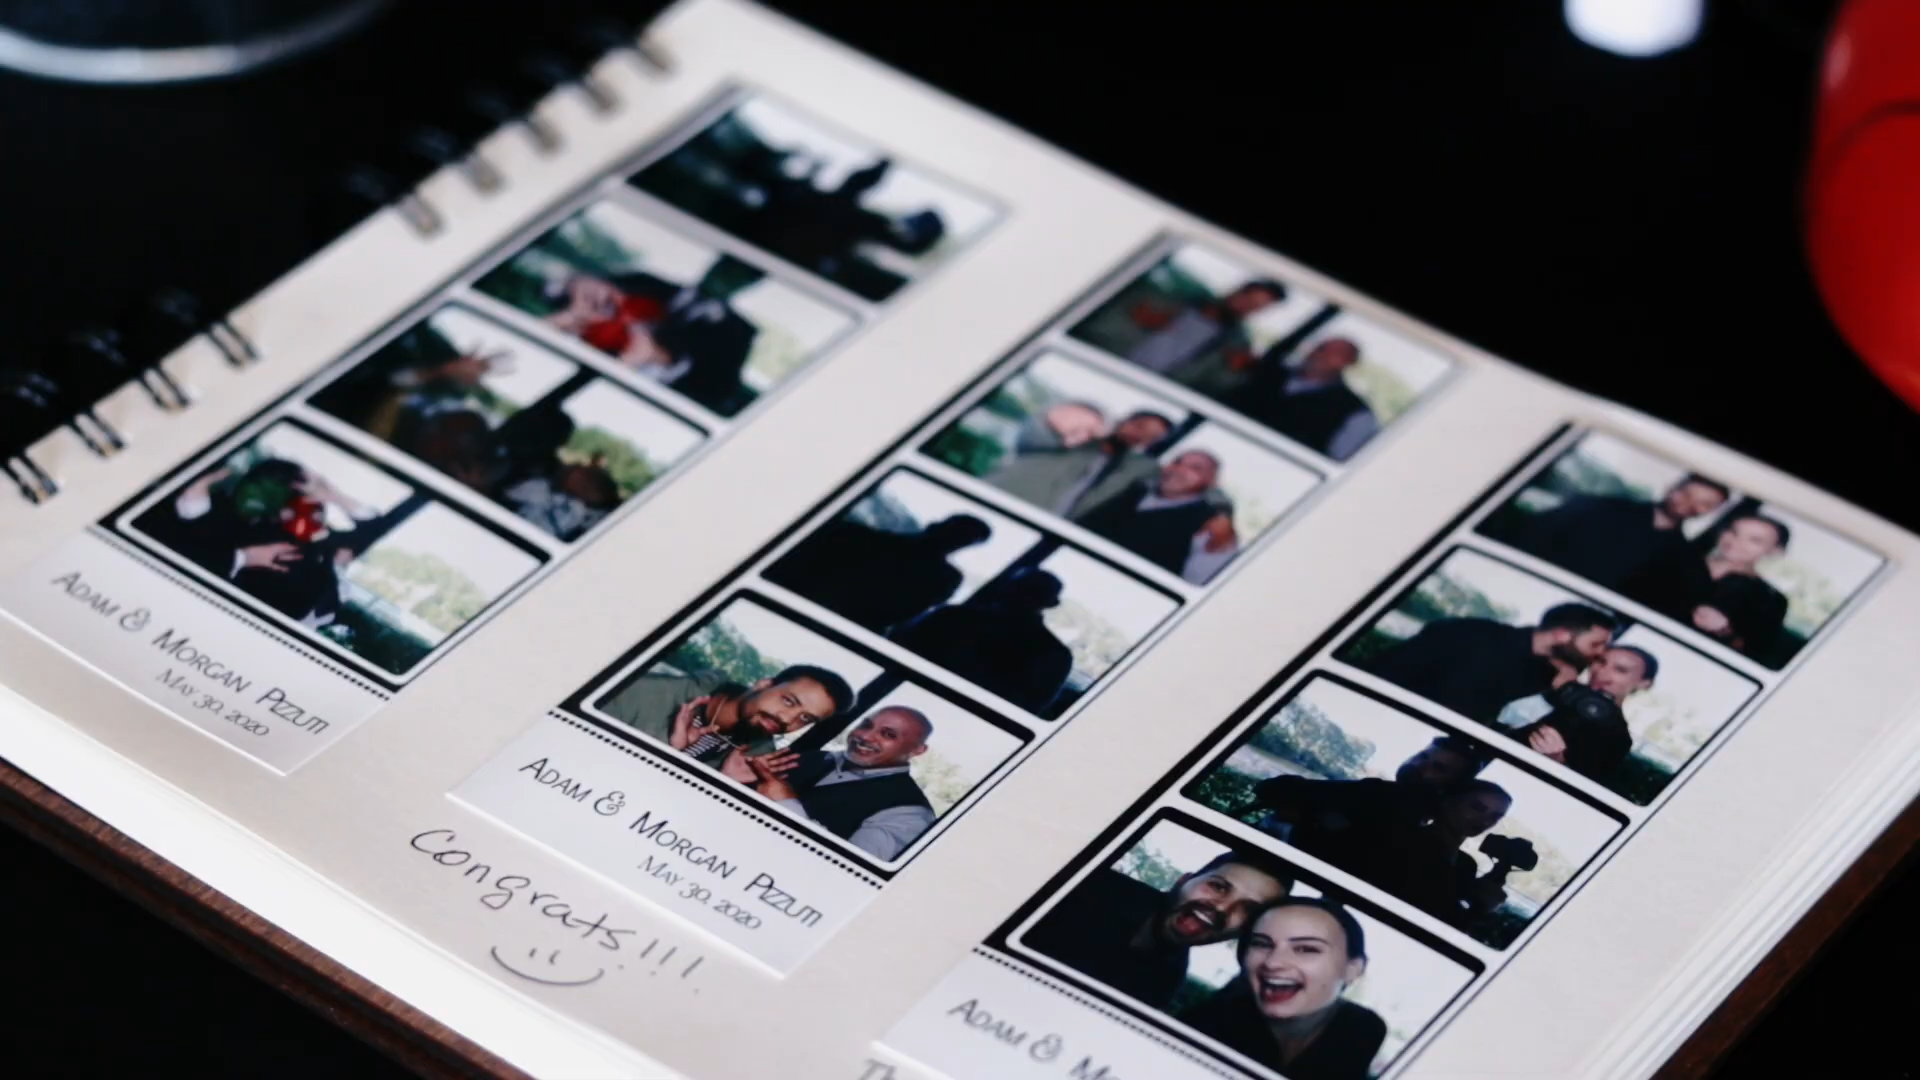 ADAM & MORGAN PIZZUTI
MAY 30, 2020
ADAM & MORGAN PIZZUTI
MAY 30, 2020
Congrats!!!
ADAM &